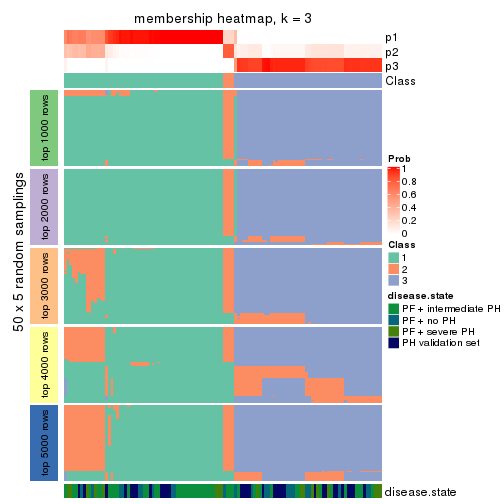 membership heatmap, k = 3
p1
p2
p3
Class
50 x 5 random samplings
top 1000 rows
top 2000 rows
top 3000 rows
top 4000 rows
top 5000 rows
Prob
1
0.8
0.6
0.4
0.2
0
Class
1
2
3
disease.state
PF + intermediate PH
PF + no PH
PF + severe PH
PH validation set
disease.state